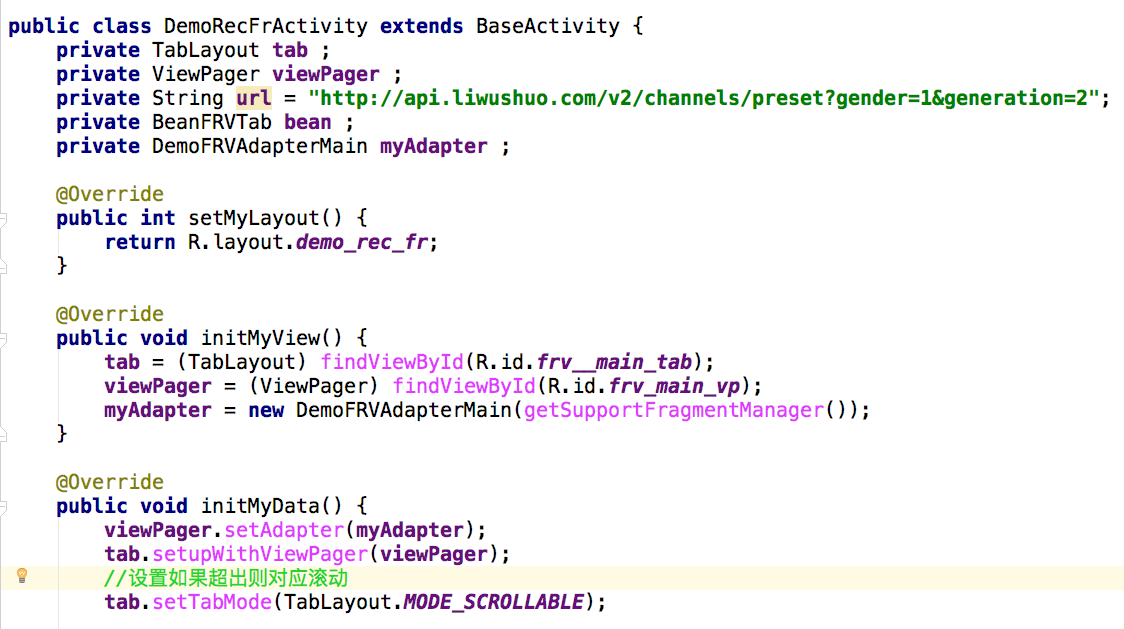 public class DemoRecFrActivity extends BaseActivity {
private TabLayout tab ;
private ViewPager viewPager ;
private String url = "http://api.liwushuo.com/v2/channels/preset?gender=1&generation=2";
private BeanFRVTab bean ;
private DemoFRVAdapterMain myAdapter ;
@Override
public int setMyLayout() {
return R.layout.demo_rec_fr;
}
@Override
public void initMyView() {
tab = (TabLayout) findViewById(R.id.frv__main_tab);
viewPager = (ViewPager) findViewById(R.id.frv_main_vp);
myAdapter = new DemoFRVAdapterMain(getSupportFragmentManager());
}
@Override
public void initMyData() {
viewPager.setAdapter(myAdapter);
tab.setupWithViewPager(viewPager);
//设置如果超出则对应滚动
tab.setTabMode(TabLayout.MODE_SCROLLABLE);